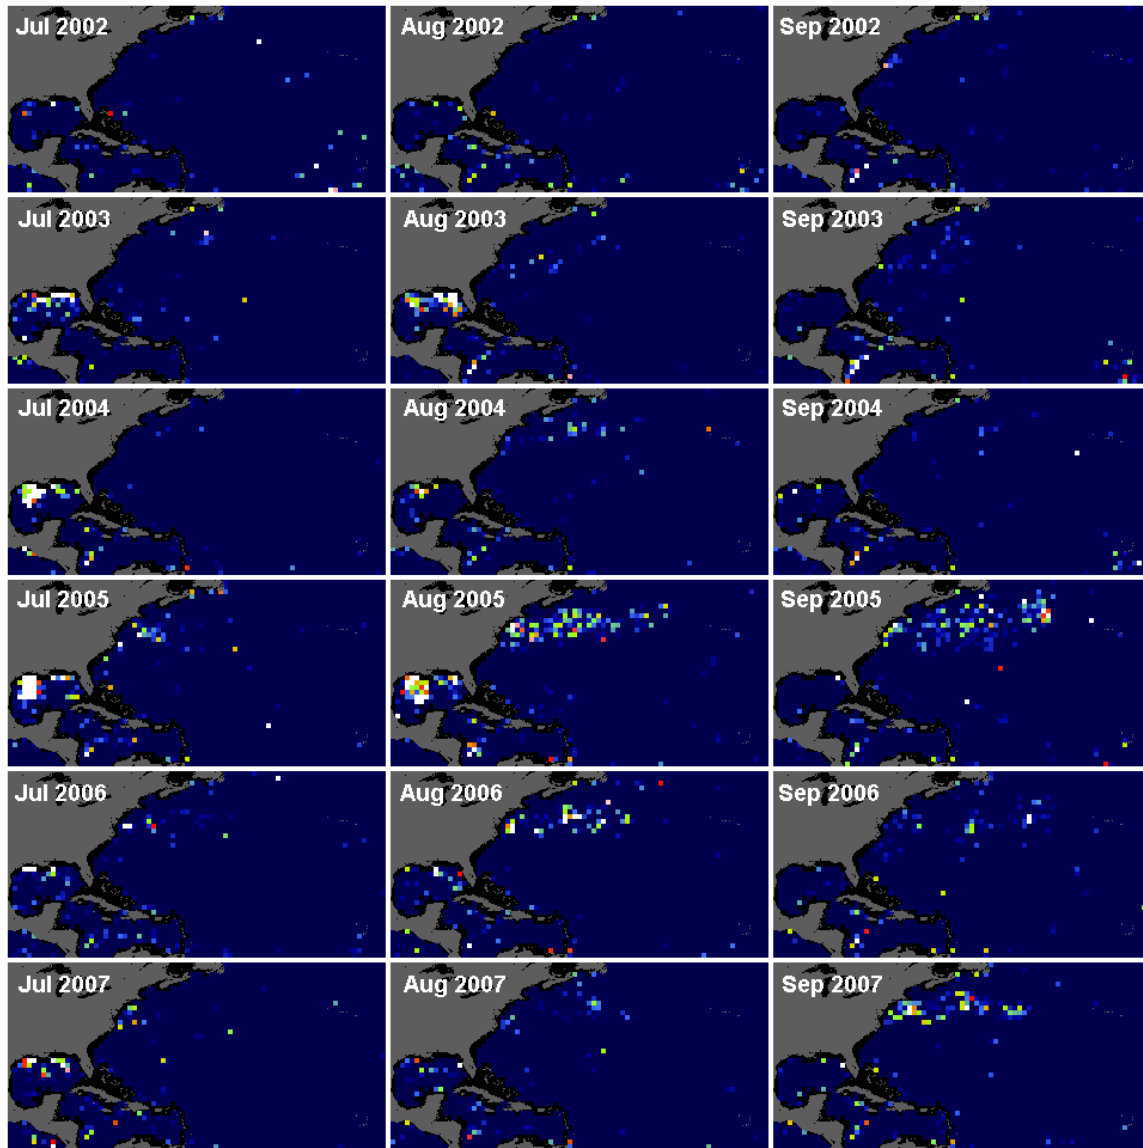 Jul 2002
Aug 2002
Sep 2002
Jul 2003
Aug 2003
Sep 2003
Jul 2004
Aug 2004
Sep 2004
Jul 2005
Aug 2005
Sep 2005
Jul 2006
Aug 2006
Sep 2006
Jul 2007
Aug 2007
Sep 2007